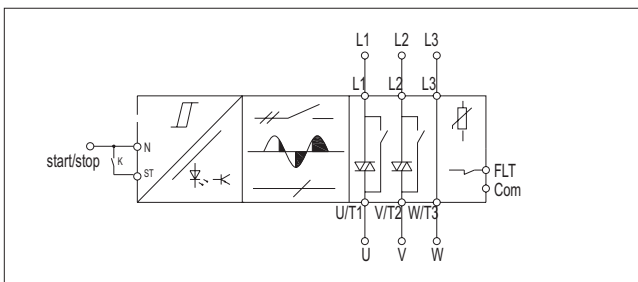 L1 L2 L3
L1 L2 L3
N
start/stop K
ST
FLT
Com
U/T1 V/T2 W/T3
U V W